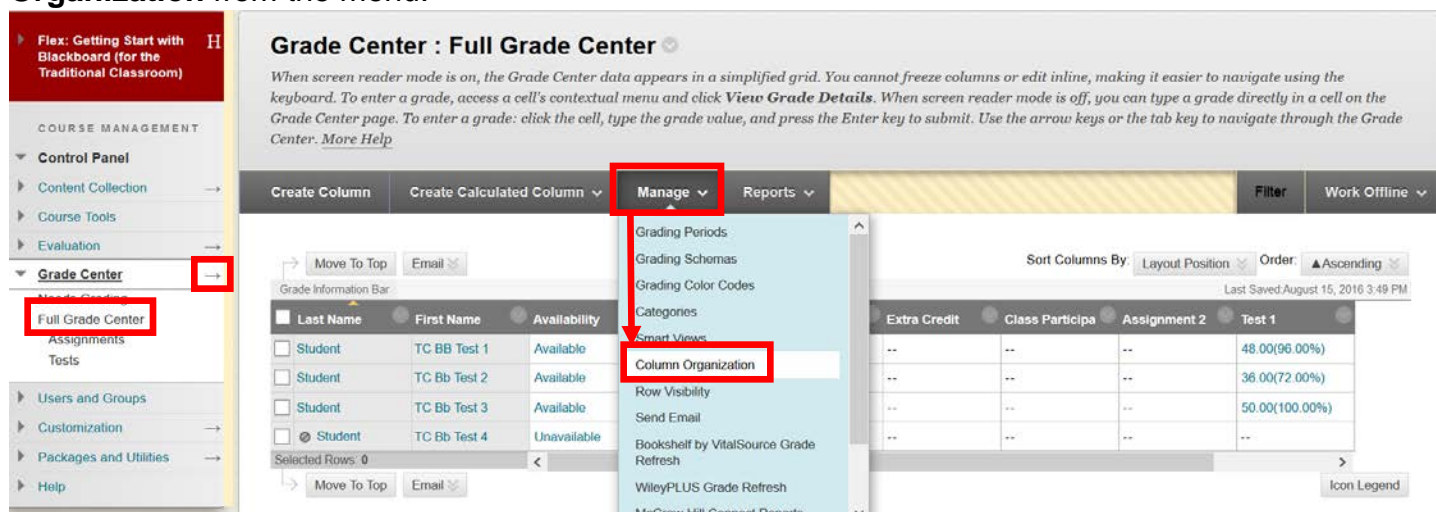 Organization from the menu.
Flex: Getting Start with H
Blackboard (for the
Traditional Classroom)
COURSE MANAGEMENT
Control Panel
Content Collection →
Course Tools
Evaluation →
Grade Center →
Needs Grading
Full Grade Center
Assignments
Tests
Users and Groups
Customization →
Packages and Utilities →
Help
Grade Center : Full Grade Center
When screen reader mode is on, the Grade Center data appears in a simplified grid. You cannot freeze columns or edit inline, making it easier to navigate using the
keyboard. To enter a grade, access a cell's contextual menu and click View Grade Details. When screen reader mode is off, you can type a grade directly in a cell on the
Grade Center page. To enter a grade: click the cell, type the grade value, and press the Enter key to submit. Use the arrow keys or the tab key to navigate through the Grade
Center. More Help
Create Column Create Calculated Column Manage Reports Filter Work Offline
Grading Periods
Grading Schemas
Grading Color Codes
Categories
Smart Views
Column Organization
Row Visibility
Send Email
Bookshelf by VitalSource Grade
Refresh
WileyPLUS Grade Refresh
McGraw Hill Connect Reports
Move To Top Email Sort Columns By: Layout Position Order: ▲Ascending
Grade Information Bar Last Saved:August 15, 2016 3:49 PM
Last Name First Name Availability Extra Credit Class Participa Assignment 2 Test 1
Student TC BB Test 1 Available -- -- -- 48.00(96.00%)
Student TC Bb Test 2 Available -- -- -- 36.00(72.00%)
Student TC Bb Test 3 Available -- -- -- 50.00(100.00%)
Student TC Bb Test 4 Unavailable -- -- -- --
Selected Rows: 0
Move To Top Email Icon Legend